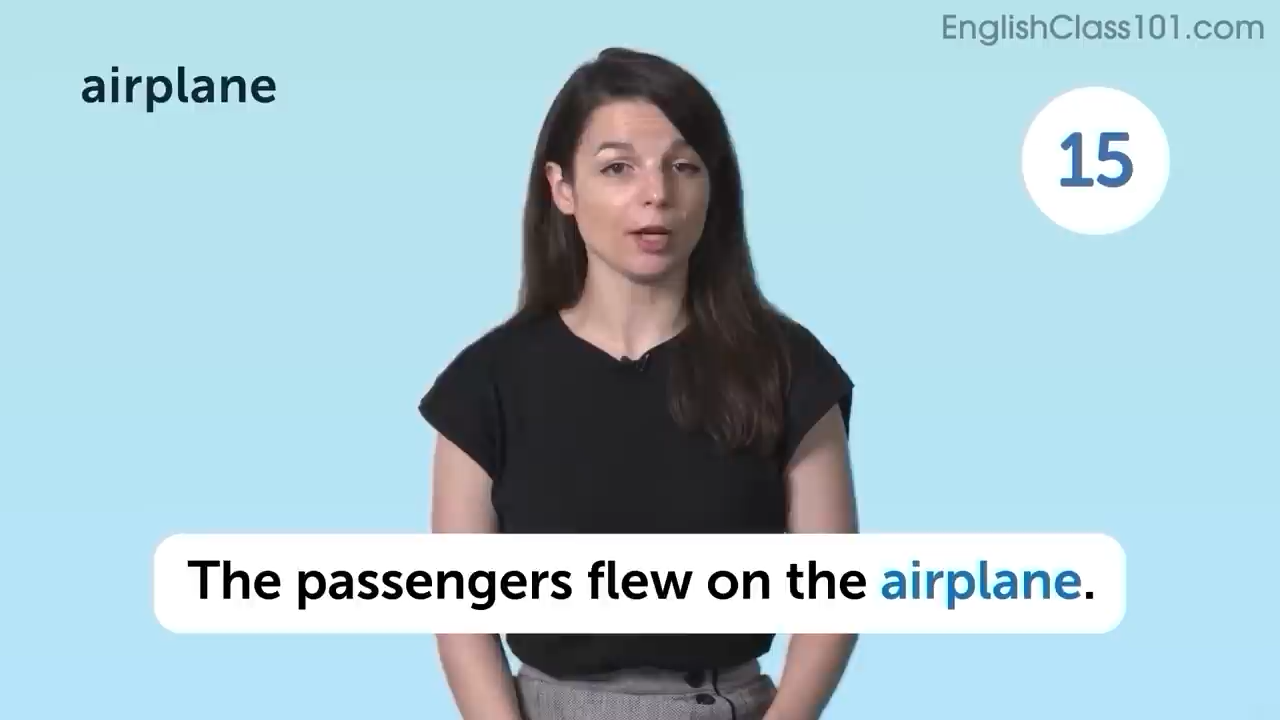 EnglishClass101.com
airplane
15
The passengers flew on the airplane.